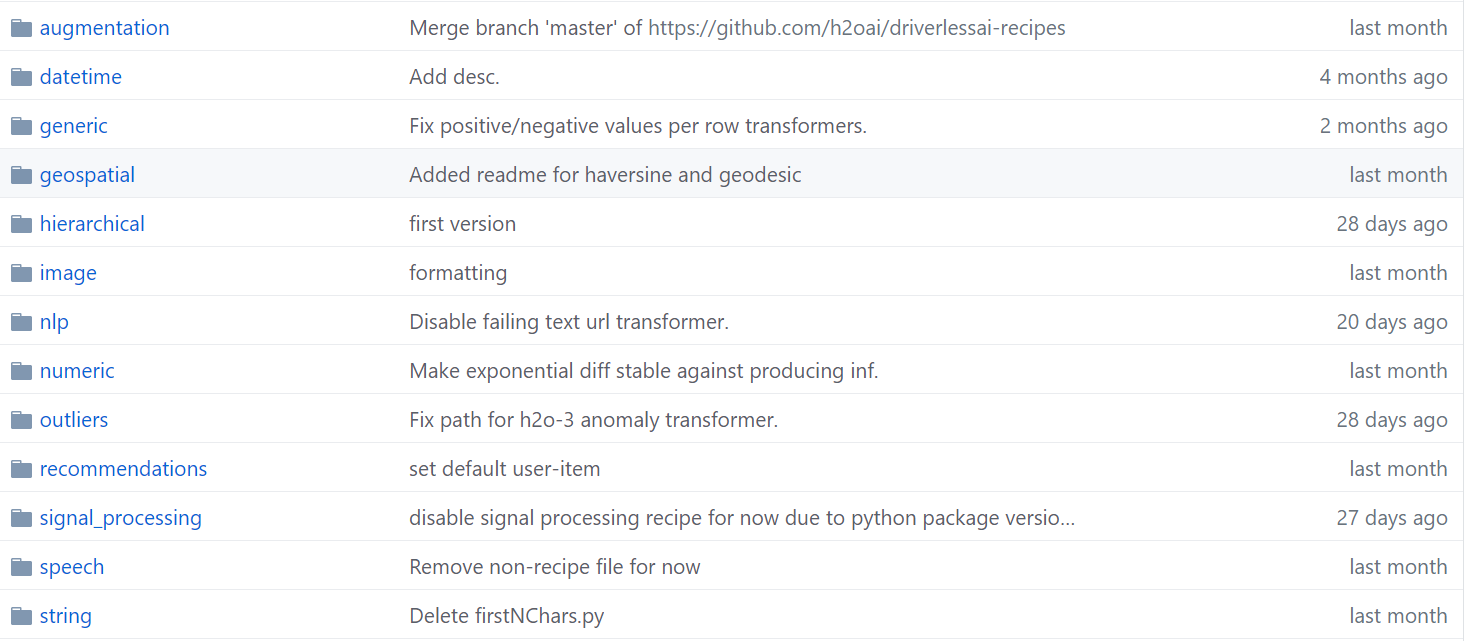 augmentation Merge branch 'master' of https://github.com/h2oai/driverlessai-recipes last month
datetime Add desc. 4 months ago
generic Fix positive/negative values per row transformers. 2 months ago
geospatial Added readme for haversine and geodesic last month
hierarchical first version 28 days ago
image formatting last month
nlp Disable failing text url transformer. 20 days ago
numeric Make exponential diff stable against producing inf. last month
outliers Fix path for h2o-3 anomaly transformer. 28 days ago
recommendations set default user-item last month
signal_processing disable signal processing recipe for now due to python package versio... 27 days ago
speech Remove non-recipe file for now last month
string Delete firstNChars.py last month